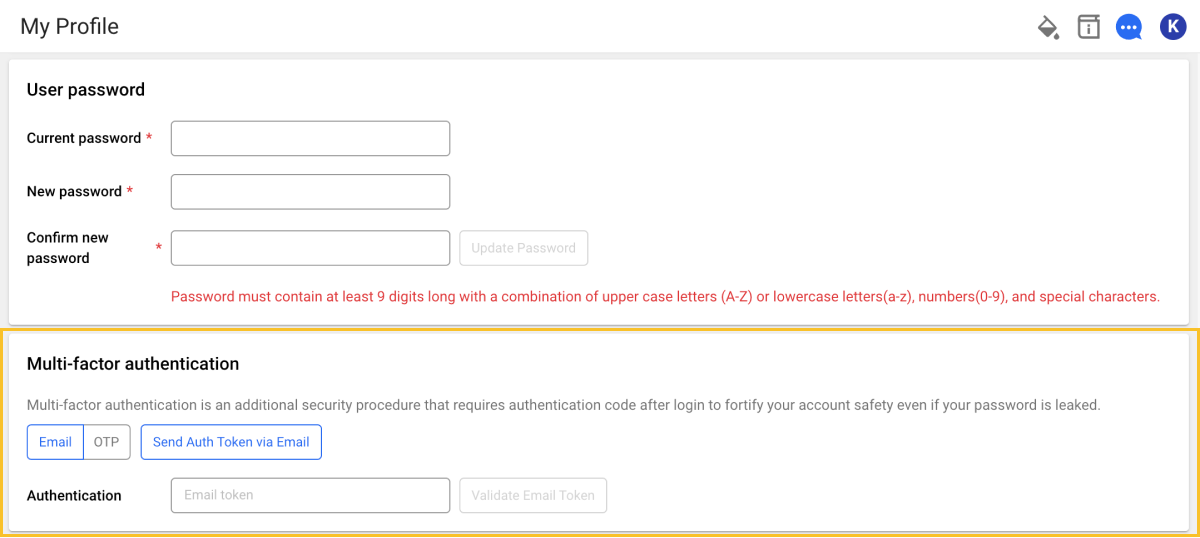 My Profile
K
User password
Current password *
New password *
Confirm new
password *
Update Password
Password must contain at least 9 digits long with a combination of upper case letters (A-Z) or lowercase letters(a-z), numbers(0-9), and special characters.
Multi-factor authentication
Multi-factor authentication is an additional security procedure that requires authentication code after login to fortify your account safety even if your password is leaked.
Email OTP Send Auth Token via Email
Authentication Email token Validate Email Token